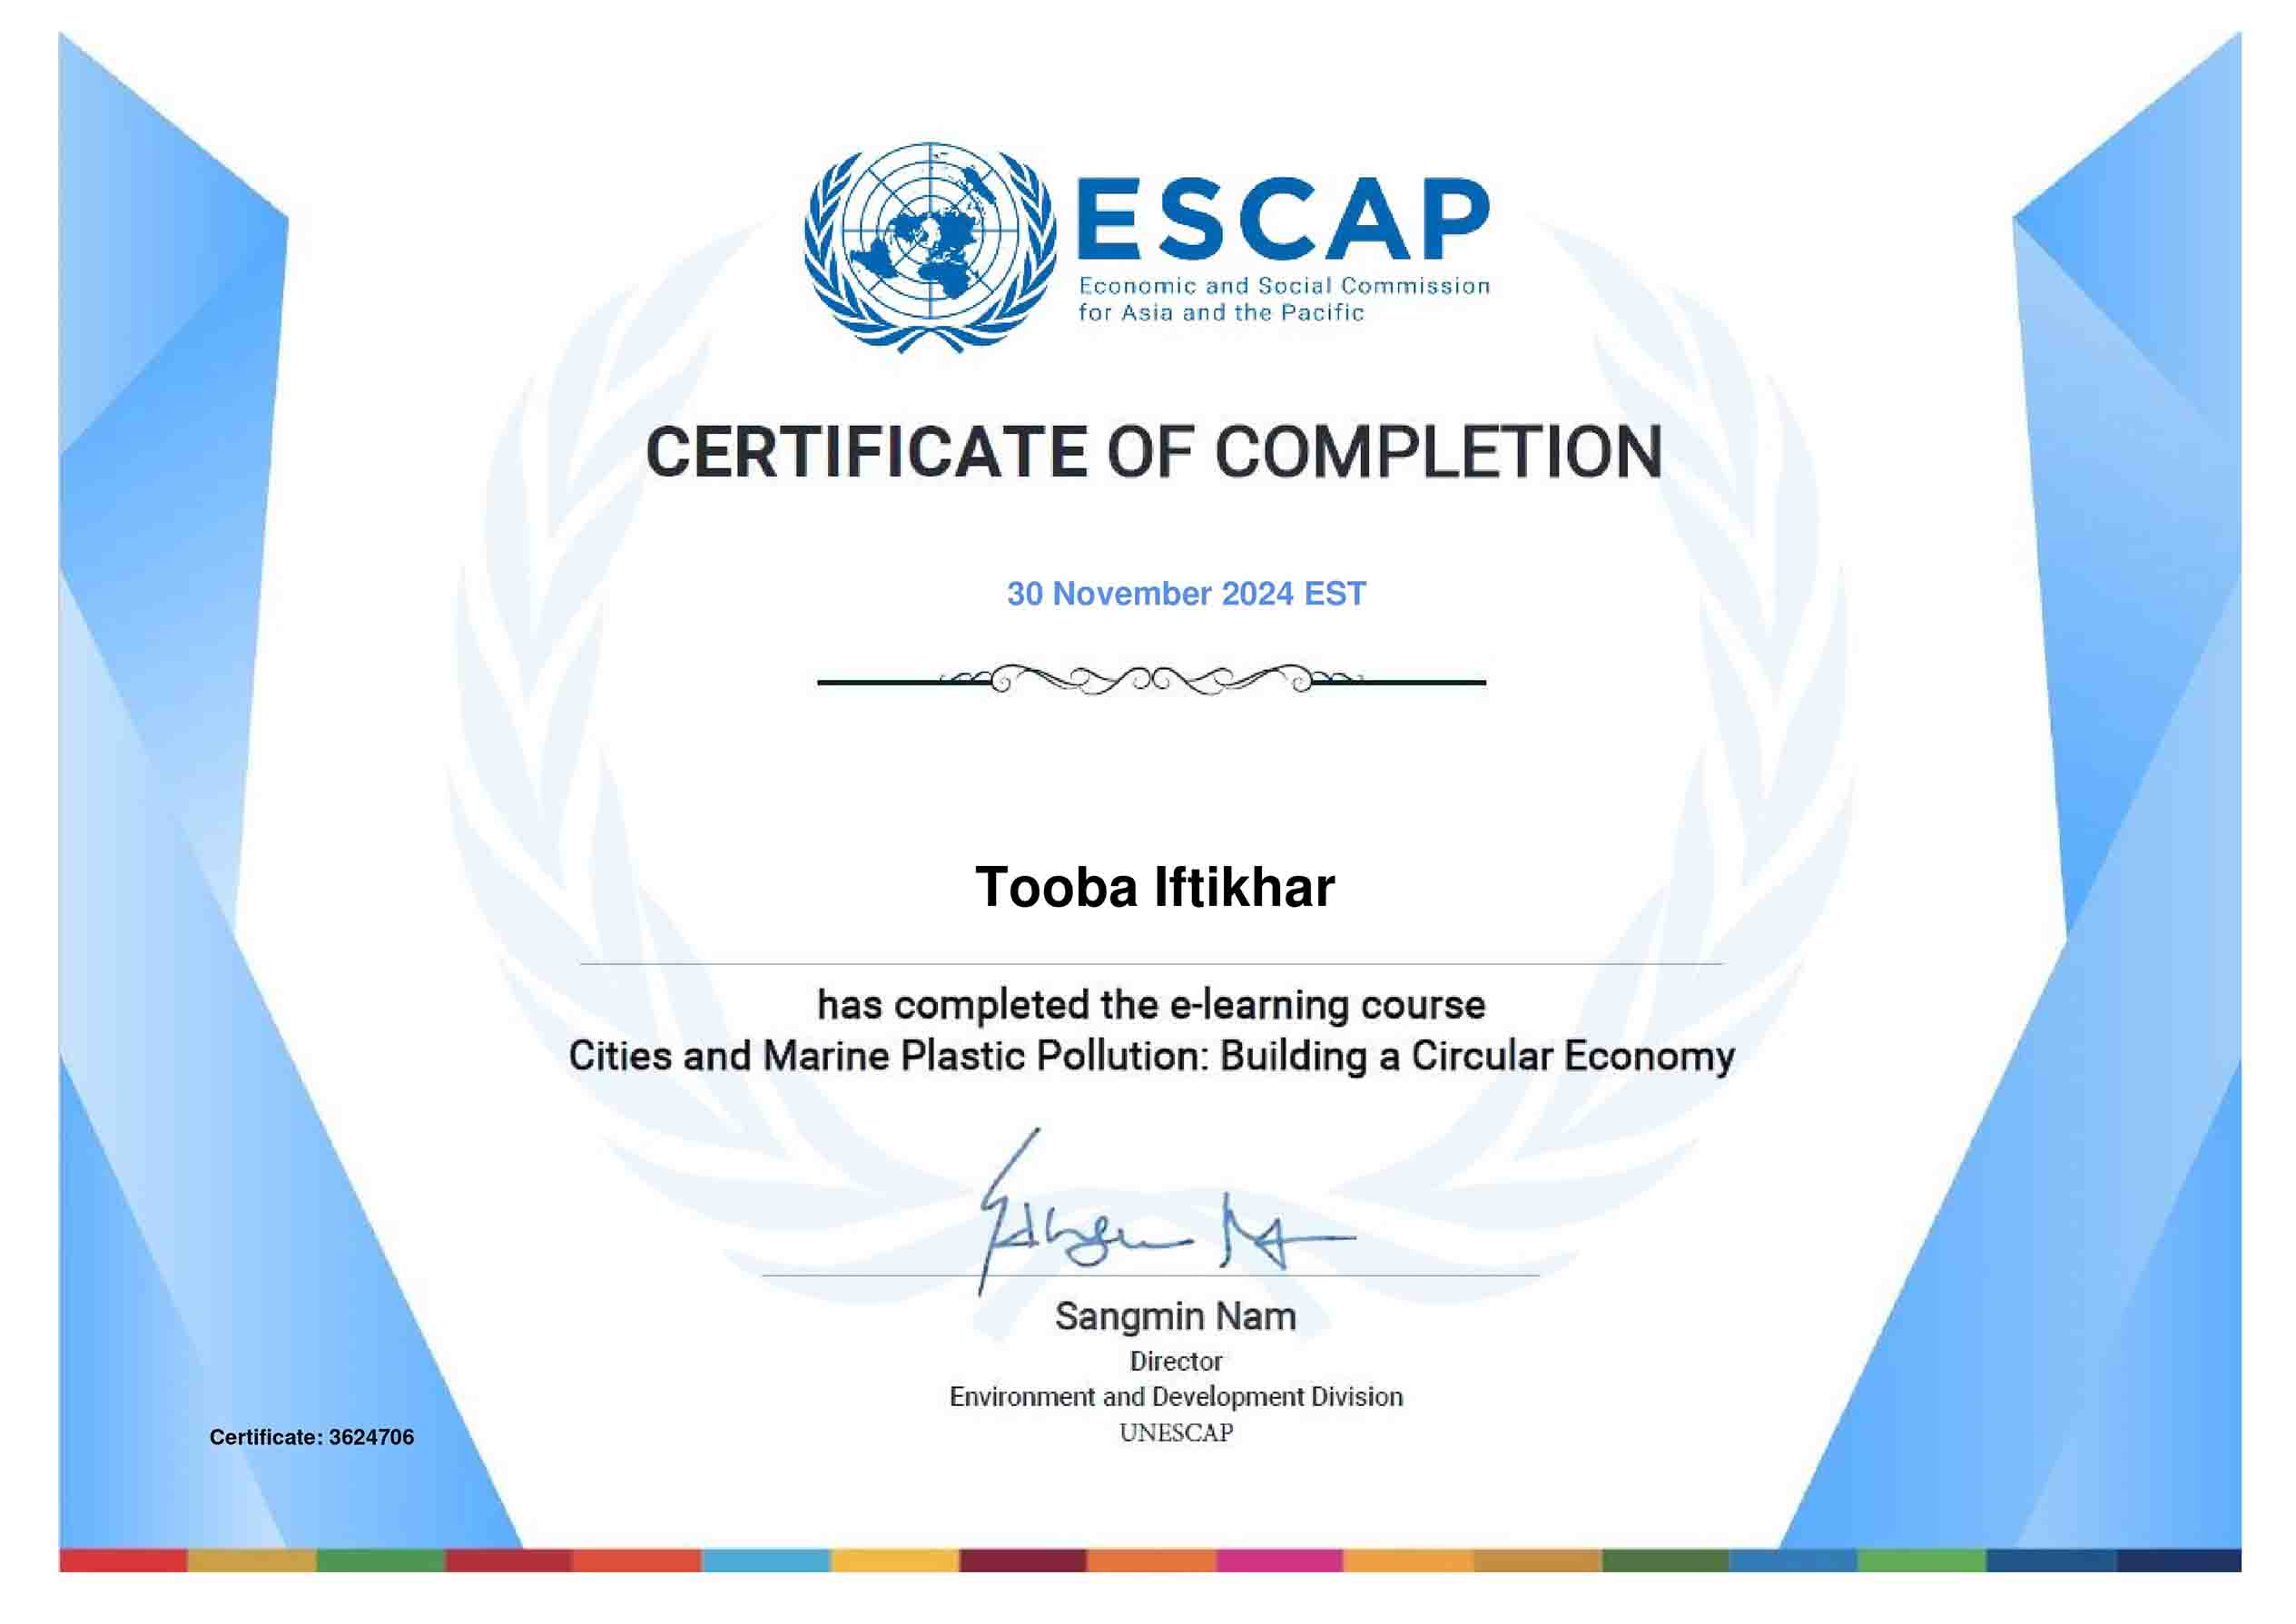 ESCAP
Economic and Social Commission
for Asia and the Pacific
CERTIFICATE OF COMPLETION
30 November 2024 EST
Tooba Iftikhar
has completed the e-learning course
Cities and Marine Plastic Pollution: Building a Circular Economy
Sangmin Nam
Director
Environment and Development Division
UNESCAP
Certificate: 3624706